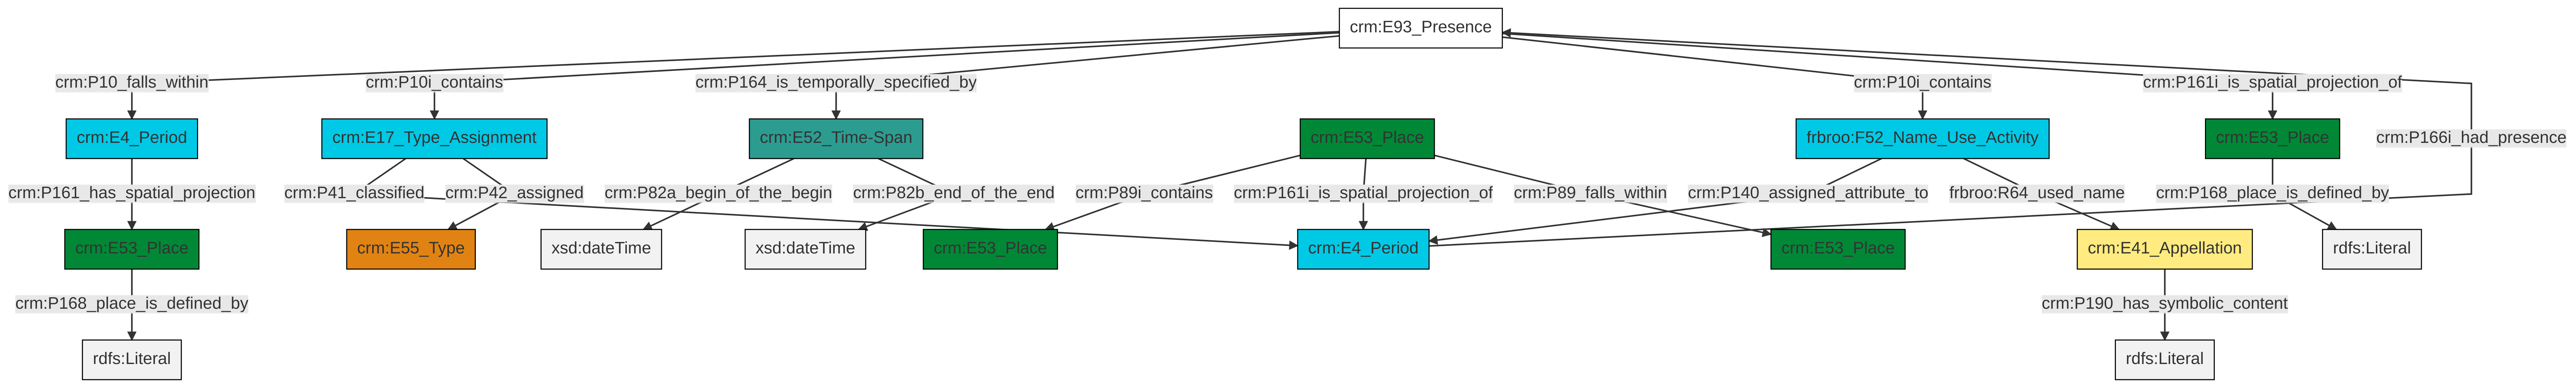 crm:E93_Presence
crm:P10_falls_within
crm:P10i_contains
crm:P164_is_temporally_specified_by
crm:P10i_contains
crm:P161i_is_spatial_projection_of
crm:E4_Period
crm:E17_Type_Assignment
crm:E52_Time-Span
crm:E53_Place
frbroo:F52_Name_Use_Activity
crm:E53_Place
crm:P166i_had_presence
crm:P161_has_spatial_projection
crm:P41_classified
crm:P42_assigned
crm:P82a_begin_of_the_begin
crm:P82b_end_of_the_end
crm:P89i_contains
crm:P161i_is_spatial_projection_of
crm:P89_falls_within
crm:P140_assigned_attribute_to
frbroo:R64_used_name
crm:P168_place_is_defined_by
crm:E53_Place
crm:E55_Type
xsd:dateTime
xsd:dateTime
crm:E53_Place
crm:E4_Period
crm:E53_Place
crm:E41_Appellation
rdfs:Literal
crm:P168_place_is_defined_by
crm:P190_has_symbolic_content
rdfs:Literal
rdfs:Literal